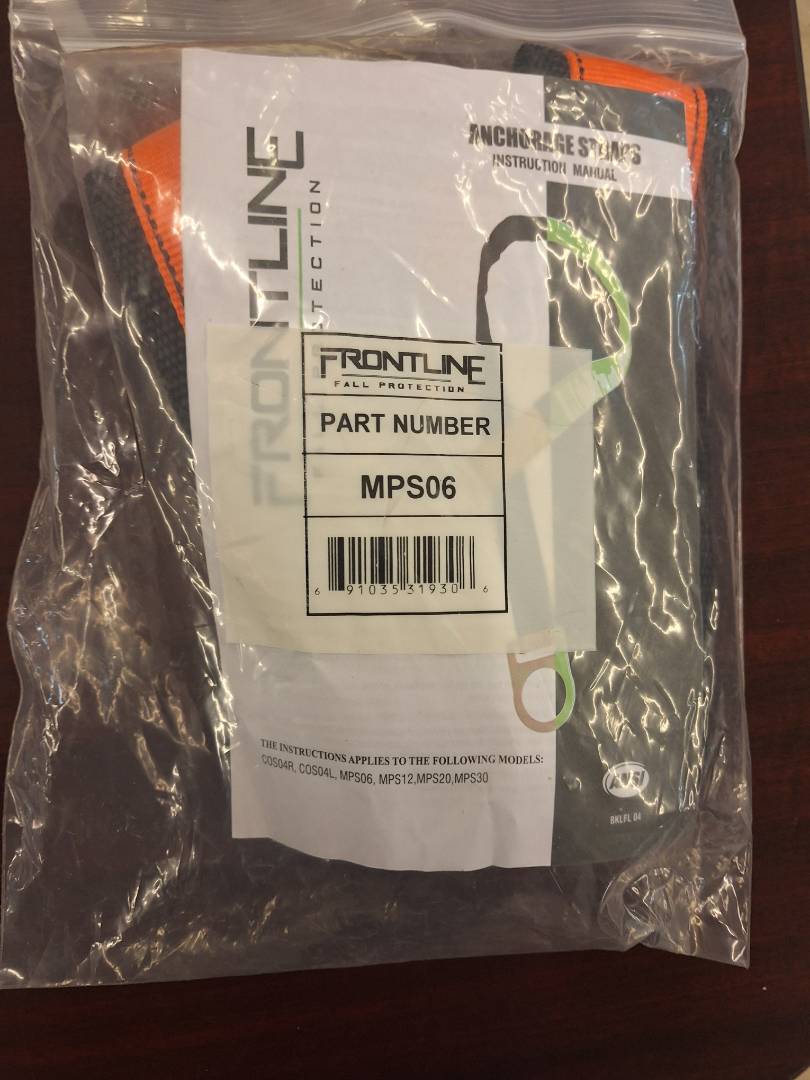 ANCHORAGE STRAPS
INSTRUCTION MANUAL
FRONTLINE
TECTION
FRONTLINE
FALL PROTECTION
PART NUMBER
MPS06
6 91035 31930 6
THE INSTRUCTIONS APPLIES TO THE FOLLOWING MODELS:
COS04R, COS04L, MPS06, MPS12,MPS20,MPS30
ANSI
BKLFL 04